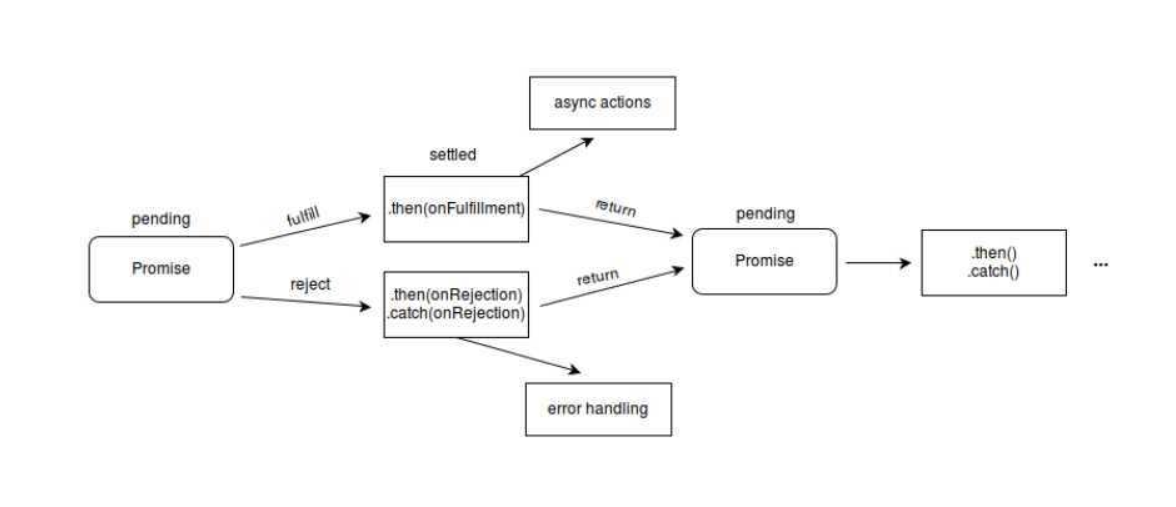 async actions
settled
.then(onFulfillment)
fulfill
return
pending
pending
Promise
Promise
.then()
.catch()
...
reject
return
.then(onRejection)
.catch(onRejection)
error handling